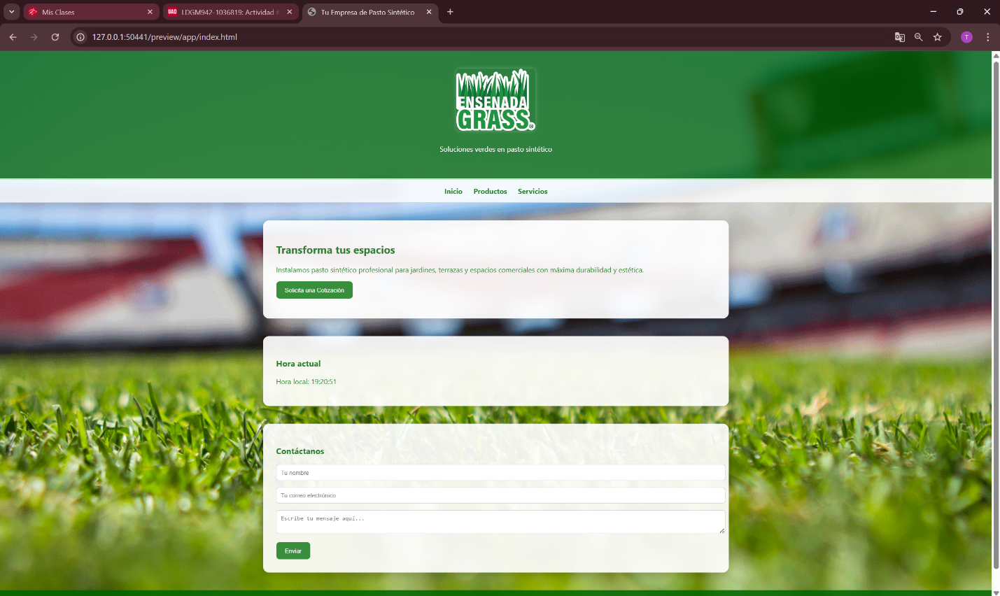 Mis Clases
LDGM942-1036819: Actividad #
Tu Empresa de Pasto Sintético
127.0.0.1:50441/preview/app/index.html
T
ENSENADA
GRASS®
Soluciones verdes en pasto sintético
Inicio Productos Servicios
Transforma tus espacios
Instalamos pasto sintético profesional para jardines, terrazas y espacios comerciales con máxima durabilidad y estética.
Solicita una Cotización
Hora actual
Hora local: 19:20:51
Contáctanos
Tu nombre
Tu correo electrónico
Escribe tu mensaje aquí...
Enviar